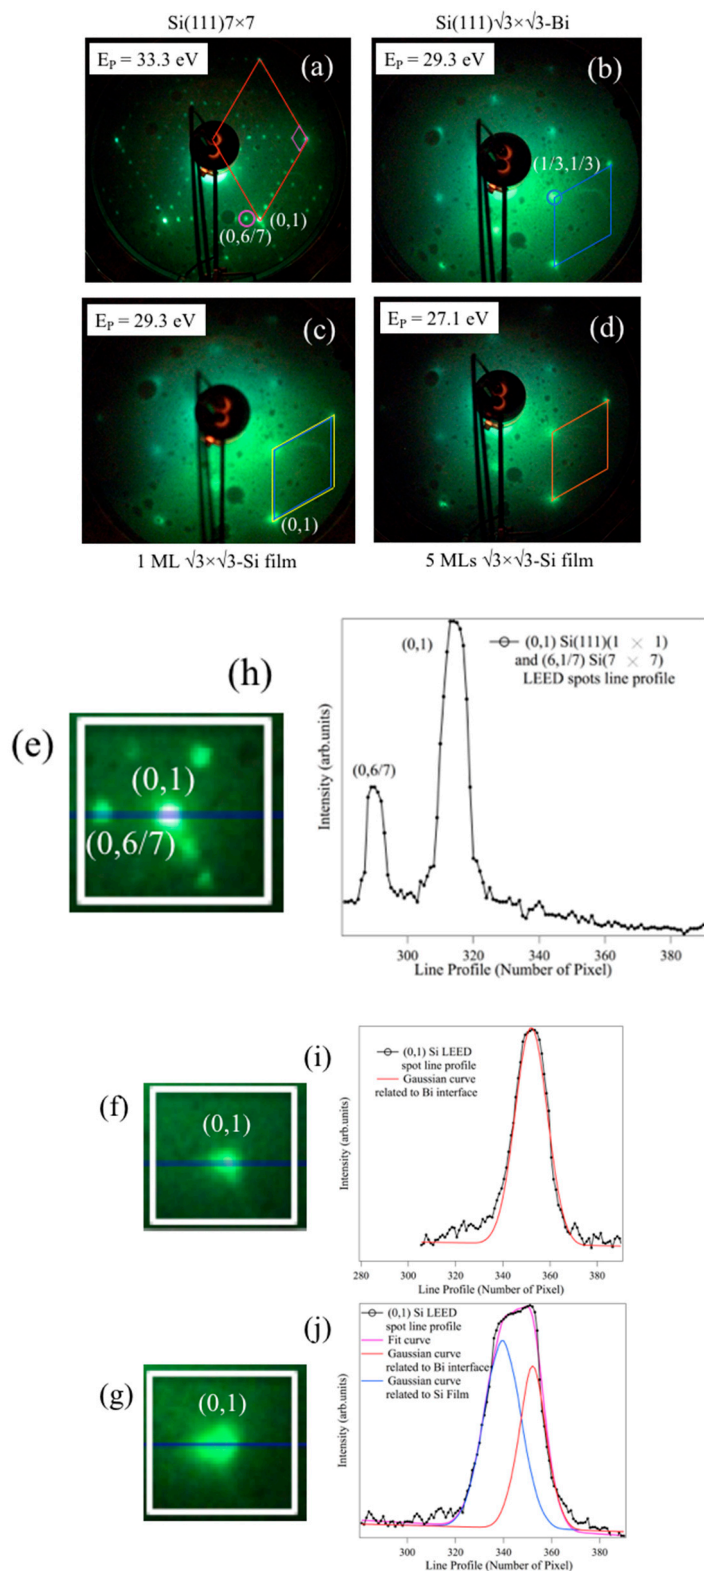 Si(111)7×7
Si(111)√3×√3-Bi
E_P = 33.3 eV
(a)
(0,6/7)
(0,1)
E_P = 29.3 eV
(b)
(1/3,1/3)
E_P = 29.3 eV
(c)
(0,1)
E_P = 27.1 eV
(d)
1 ML √3×√3-Si film
5 MLs √3×√3-Si film
(e)
(0,1)
(0,6/7)
(h)
(0,1)
(0,1) Si(111)(1 × 1)
and (6,1/7) Si(7 × 7)
LEED spots line profile
(0,6/7)
Intensity (arb.units)
300 320 340 360 380
Line Profile (Number of Pixel)
(f)
(0,1)
(i)
(0,1) Si LEED
spot line profile
Gaussian curve
related to Bi interface
Intensity (arb.units)
280 300 320 340 360 380
Line Profile (Number of Pixel)
(g)
(0,1)
(j)
(0,1) Si LEED
spot line profile
Fit curve
Gaussian curve
related to Bi interface
Gaussian curve
related to Si Film
Intensity (arb.units)
300 320 340 360 380
Line Profile (Number of Pixel)